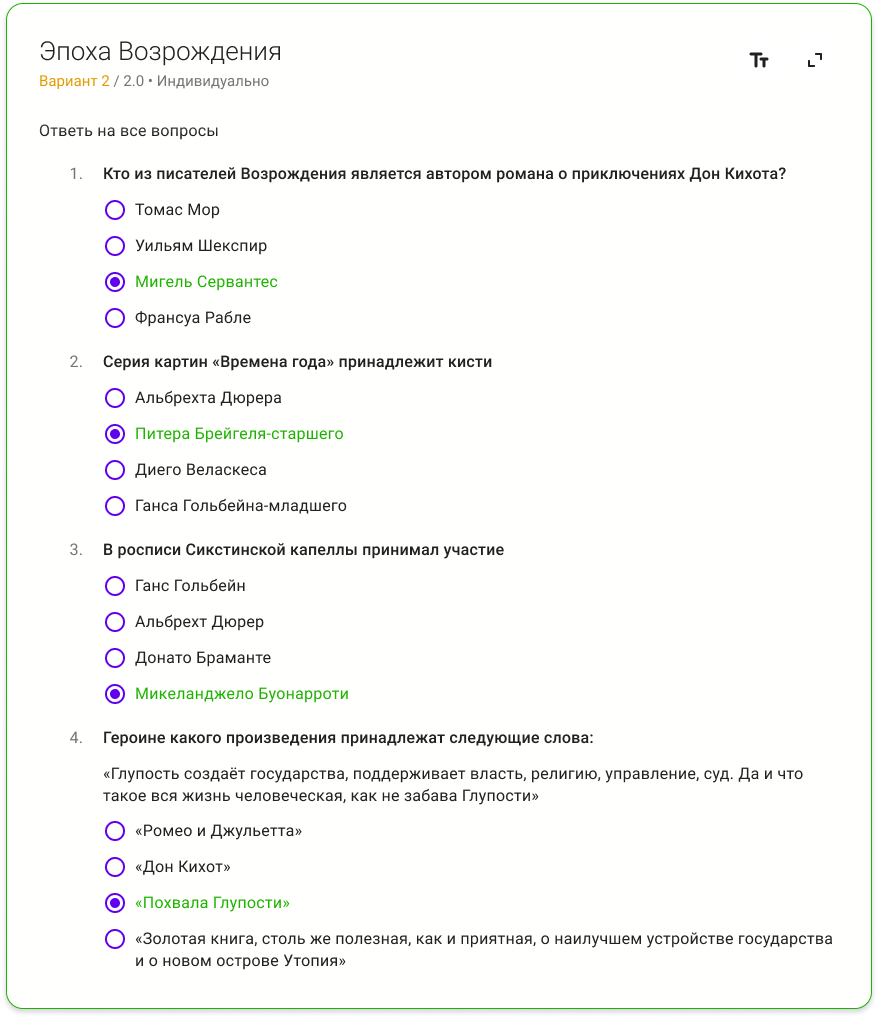 Эпоха Возрождения
Вариант 2 / 2.0 • Индивидуально
Тт
Ответь на все вопросы
1. Кто из писателей Возрождения является автором романа о приключениях Дон Кихота?
Томас Мор
Уильям Шекспир
Мигель Сервантес
Франсуа Рабле
2. Серия картин «Времена года» принадлежит кисти
Альбрехта Дюрера
Питера Брейгеля-старшего
Диего Веласкеса
Ганса Гольбейна-младшего
3. В росписи Сикстинской капеллы принимал участие
Ганс Гольбейн
Альбрехт Дюрер
Донато Браманте
Микеланджело Буонарроти
4. Героине какого произведения принадлежат следующие слова:
«Глупость создаёт государства, поддерживает власть, религию, управление, суд. Да и что
такое вся жизнь человеческая, как не забава Глупости»
«Ромео и Джульетта»
«Дон Кихот»
«Похвала Глупости»
«Золотая книга, столь же полезная, как и приятная, о наилучшем устройстве государства
и о новом острове Утопия»